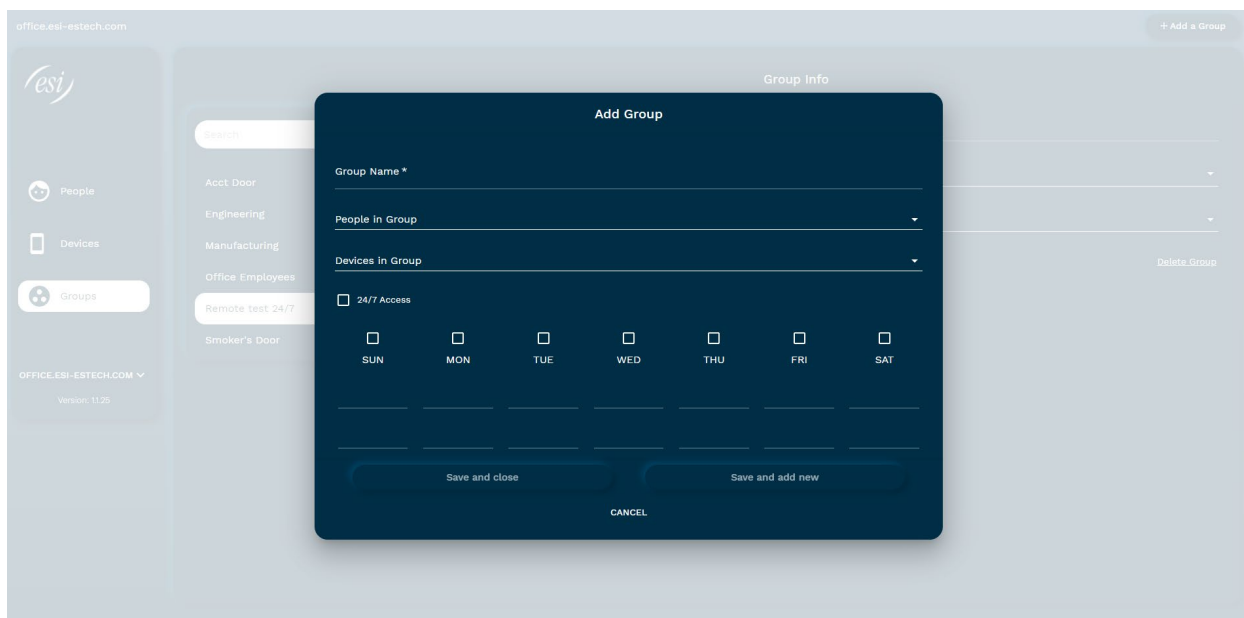 office.esi-estech.com
+ Add a Group
esi
Group Info
Add Group
Search
Group Name *
Acct Door
People
Engineering
People in Group
Devices
Manufacturing
Devices in Group
Delete Group
Office Employees
Groups
24/7 Access
Remote test 24/7
Smoker's Door
SUN MON TUE WED THU FRI SAT
OFFICE.ESI-ESTECH.COM
Version: 1.1.25
Save and close
Save and add new
CANCEL